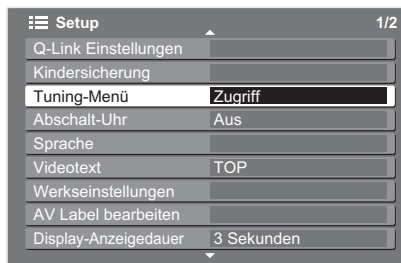 Setup 1/2
Q-Link Einstellungen
Kindersicherung
Tuning-Menü Zugriff
Abschalt-Uhr Aus
Sprache
Videotext TOP
Werkseinstellungen
AV Label bearbeiten
Display-Anzeigedauer 3 Sekunden